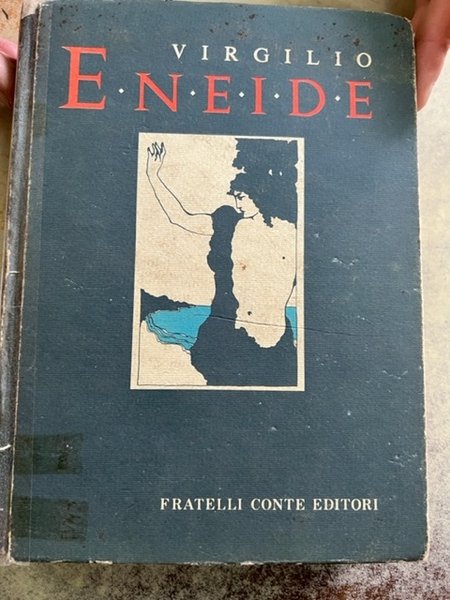 VIRGILIO
E·N·E·I·D·E
FRATELLI CONTE EDITORI